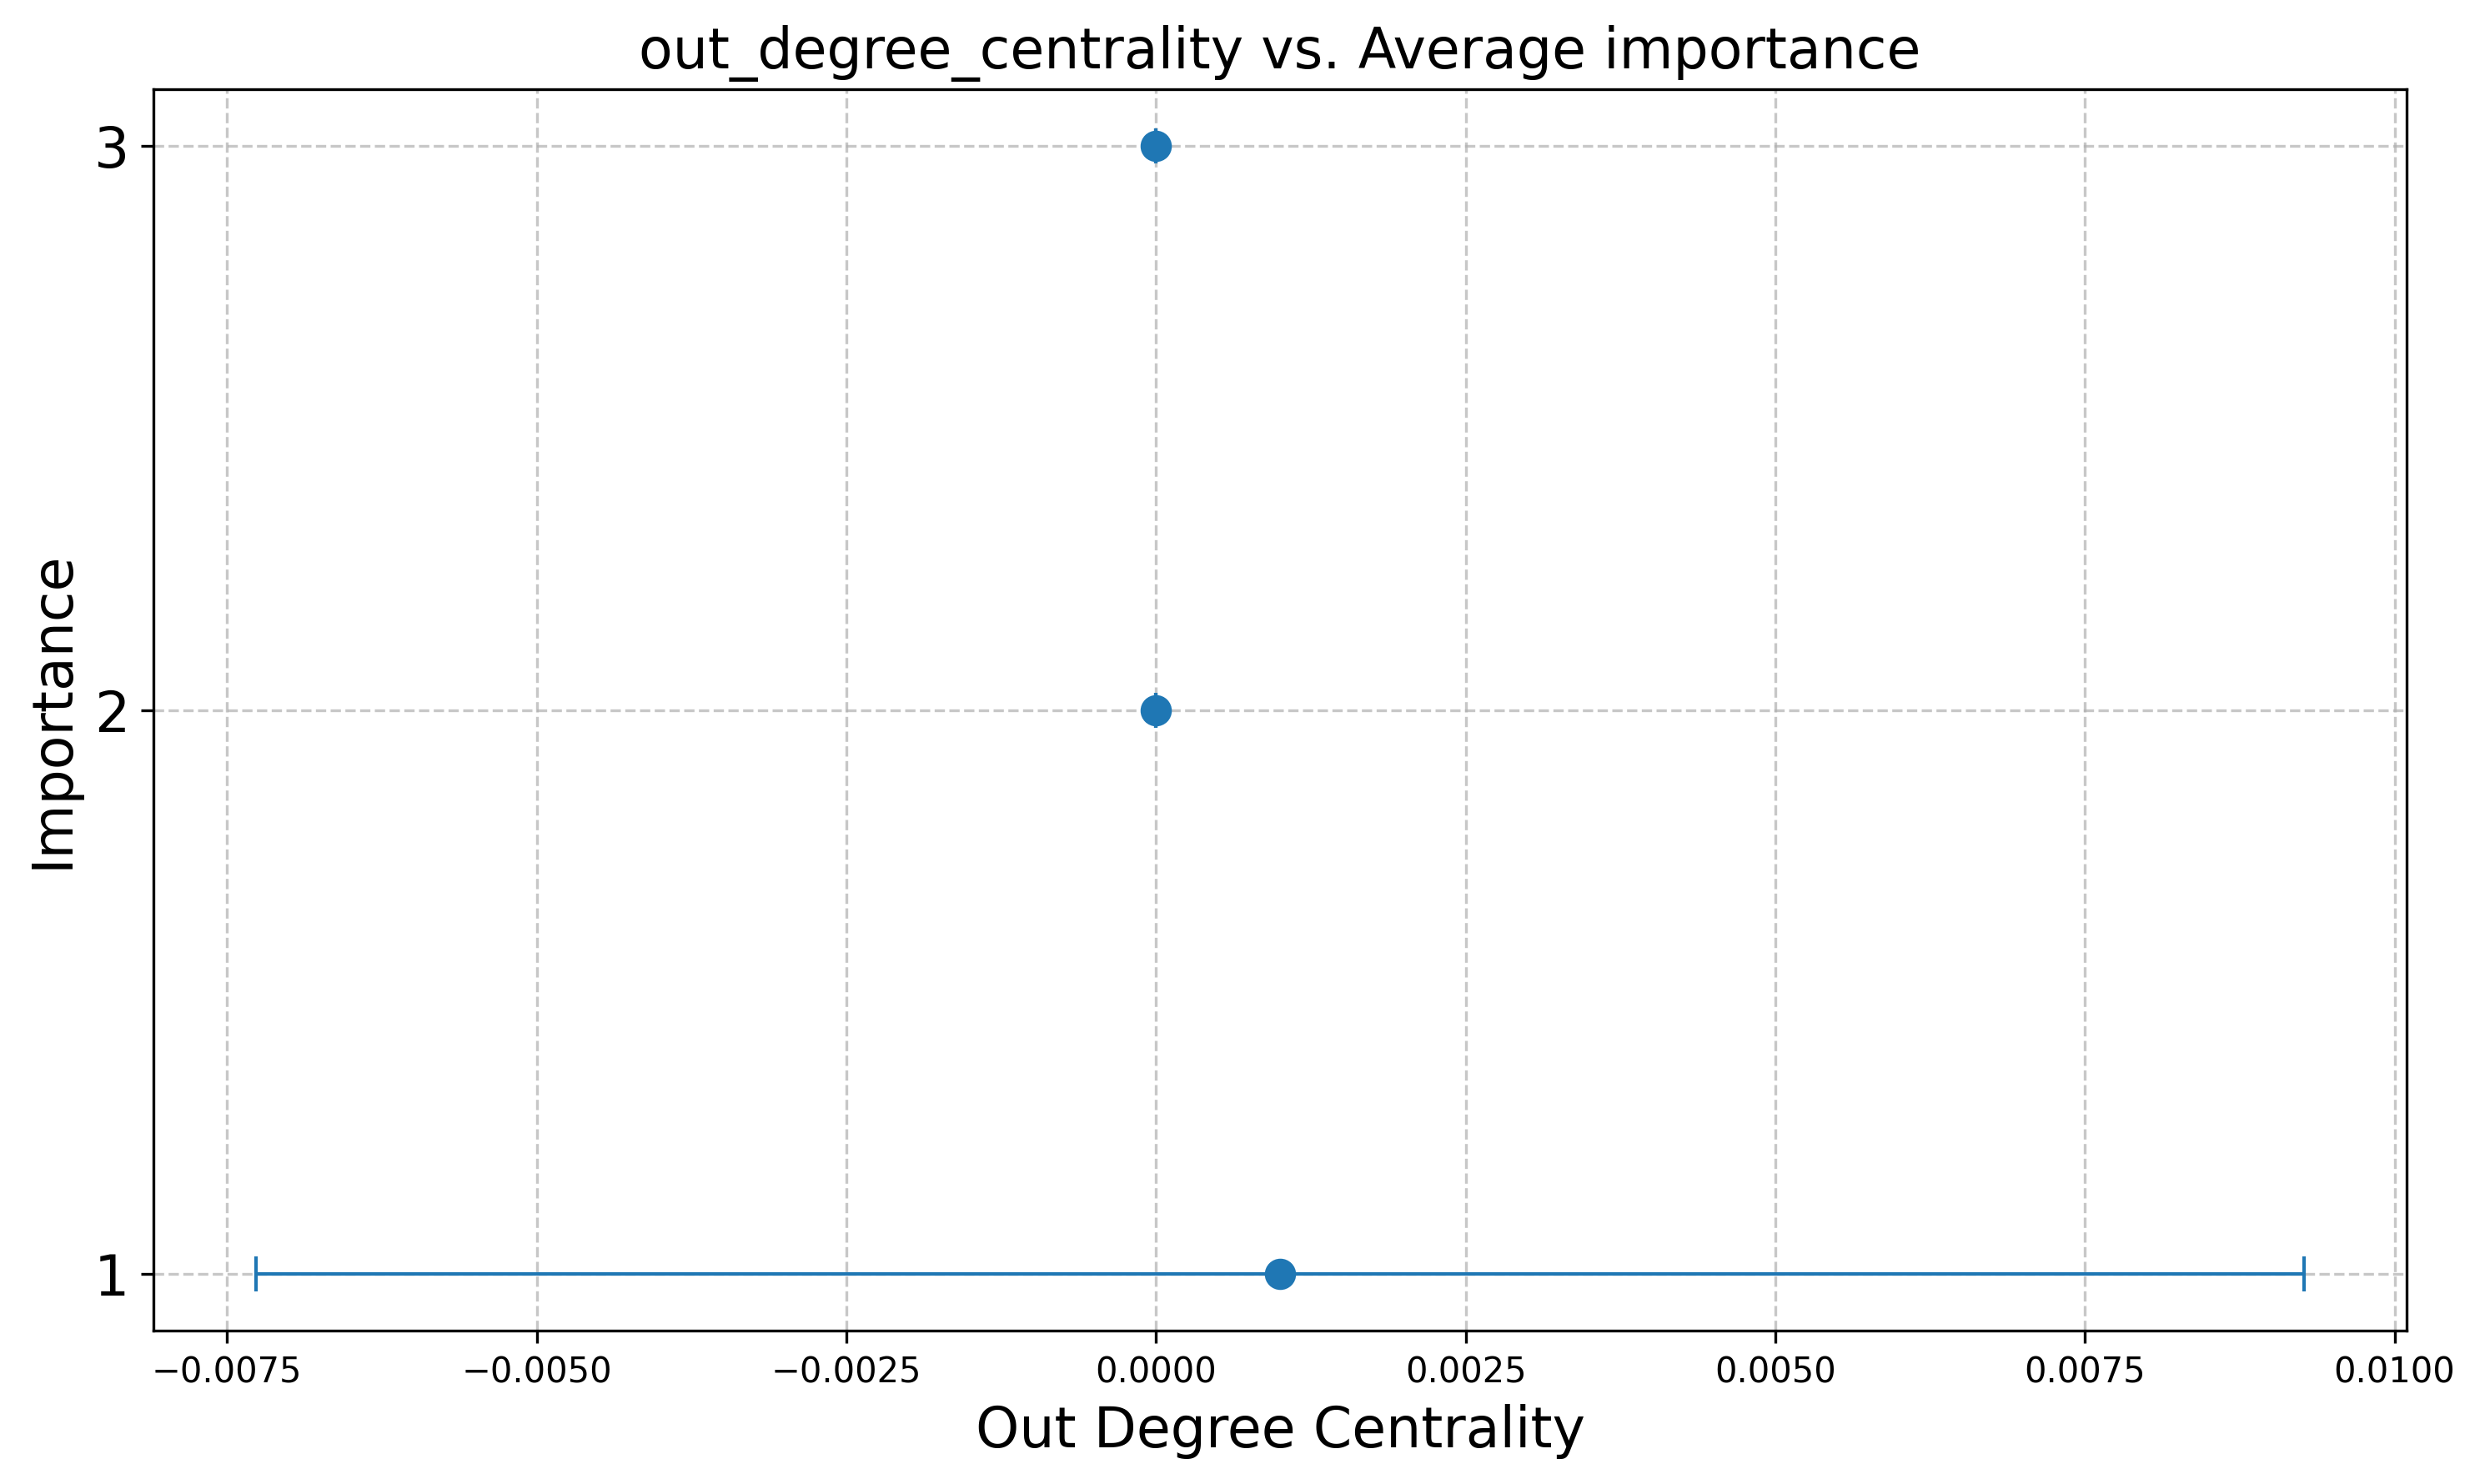 out_degree_centrality vs. Average importance
3
2
1
Importance
−0.0075 −0.0050 −0.0025 0.0000 0.0025 0.0050 0.0075 0.0100
Out Degree Centrality